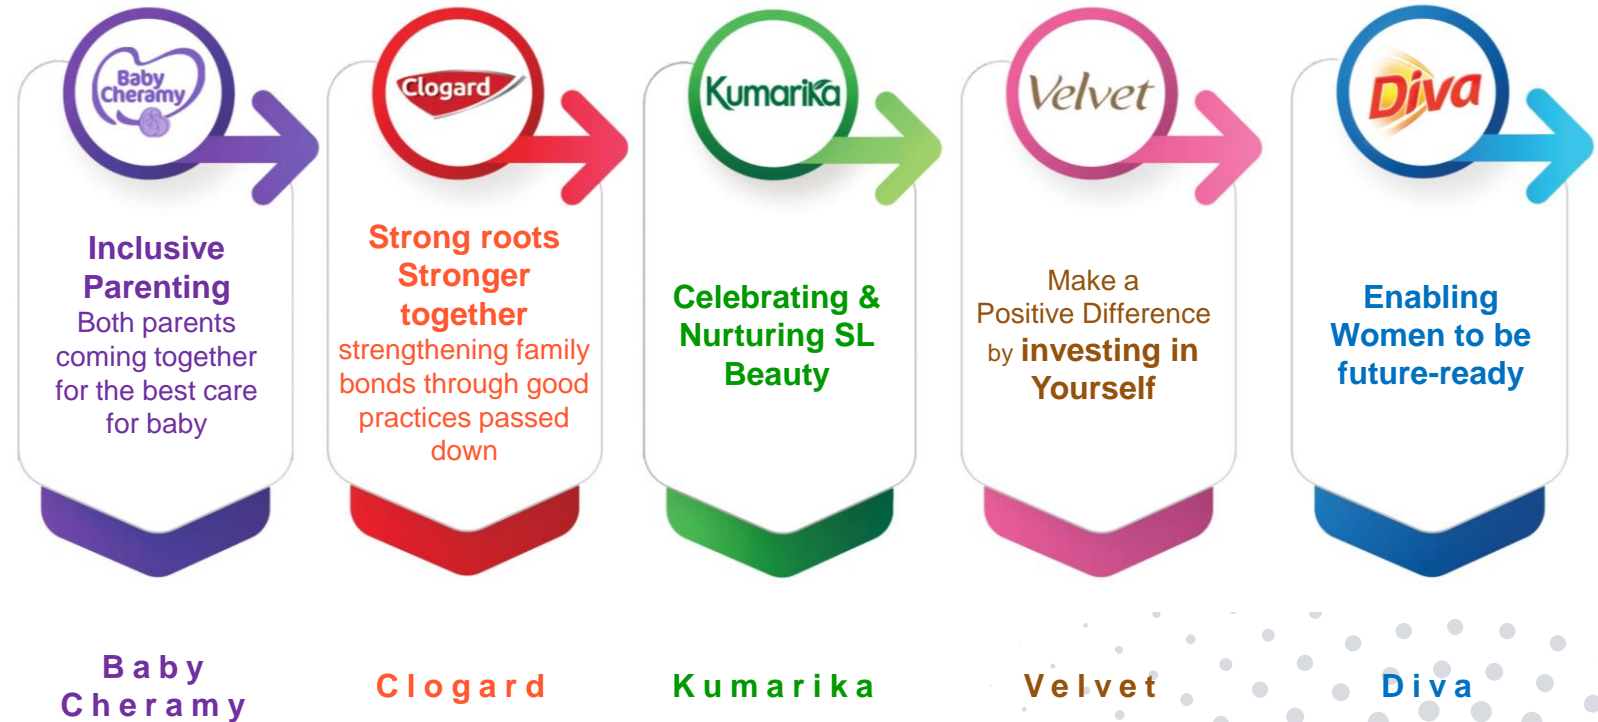 Baby
Cheramy
Inclusive
Parenting
Both parents
coming together
for the best care
for baby
Clogard
Strong roots
Stronger
together
strengthening family
bonds through good
practices passed
down
Kumarika
Celebrating &
Nurturing SL
Beauty
Velvet
Make a
Positive Difference
by investing in
Yourself
Diva
Enabling
Women to be
future-ready
Baby
Cheramy
Clogard
Kumarika
Velvet
Diva